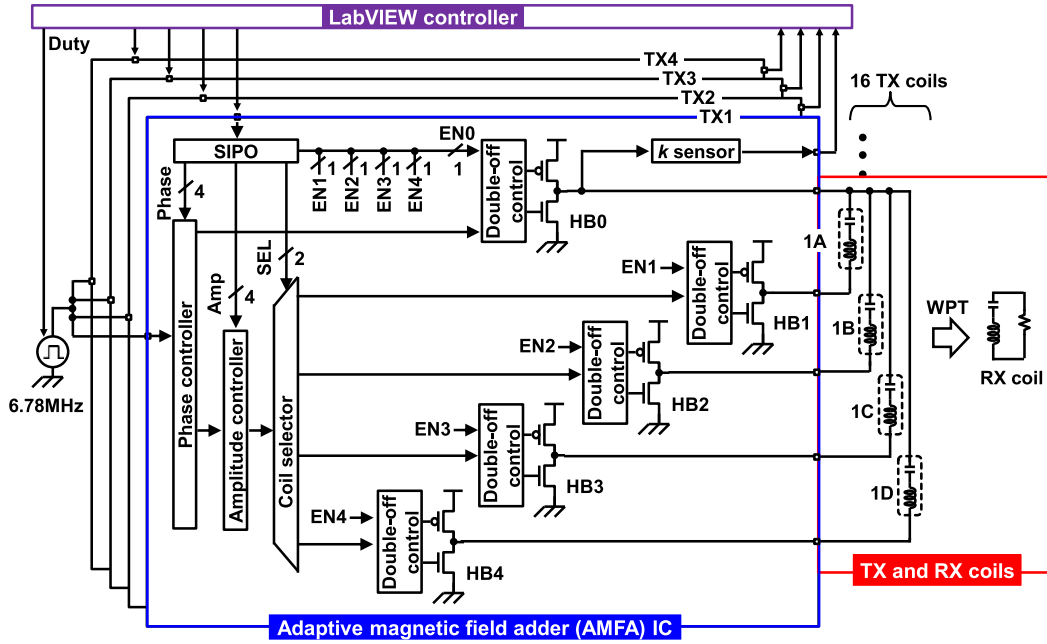 LabVIEW controller
Duty
TX4
TX3
TX2
TX1
16 TX coils
SIPO
EN0
1
EN1
1
EN2
1
EN3
1
EN4
1
Double-off control
HB0
k sensor
Phase
4
SEL
2
Amp
4
1A
EN1
Double-off control
HB1
1B
WPT
RX coil
EN2
Double-off control
HB2
6.78MHz
Phase controller
Amplitude controller
Coil selector
EN3
Double-off control
HB3
1C
1D
EN4
Double-off control
HB4
TX and RX coils
Adaptive magnetic field adder (AMFA) IC